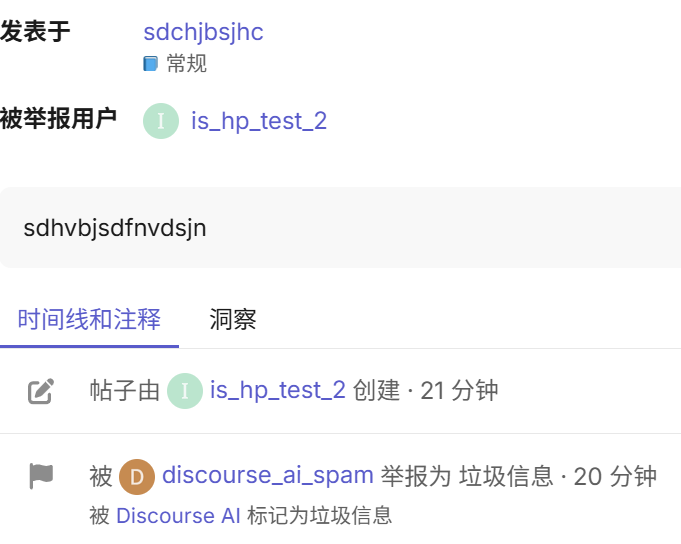 发表于 sdchjbsjhc
常规
被举报用户 I is_hp_test_2
sdhvbjsdfnvdsjn
时间线和注释 洞察
帖子由 I is_hp_test_2 创建 · 21 分钟
被 D discourse_ai_spam 举报为 垃圾信息 · 20 分钟
被 Discourse AI 标记为垃圾信息